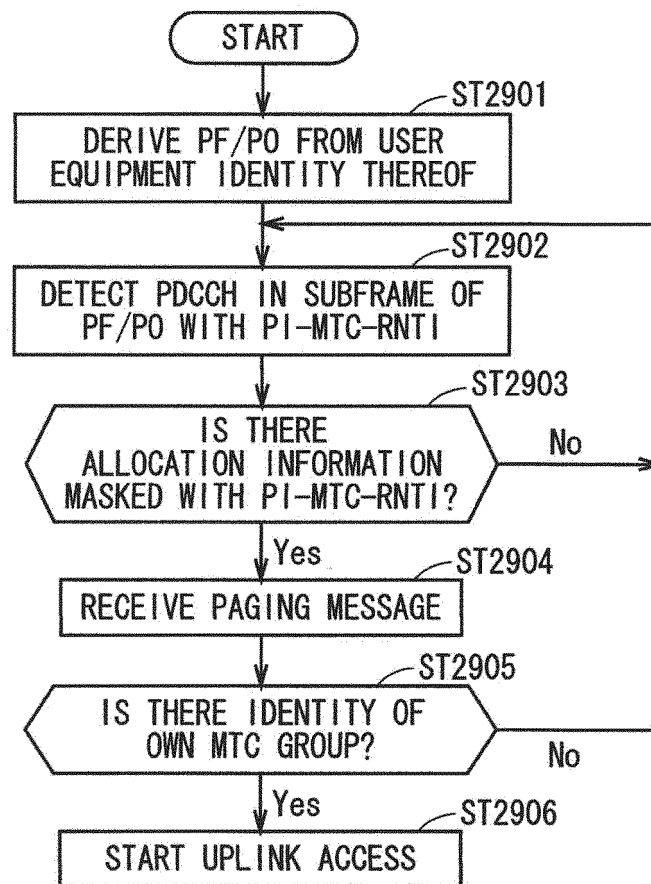 START
ST2901
DERIVE PF/PO FROM USER
EQUIPMENT IDENTITY THEREOF
ST2902
DETECT PDCCH IN SUBFRAME OF
PF/PO WITH PI-MTC-RNTI
ST2903
IS THERE
ALLOCATION INFORMATION
MASKED WITH PI-MTC-RNTI?
No
Yes
ST2904
RECEIVE PAGING MESSAGE
ST2905
IS THERE IDENTITY OF
OWN MTC GROUP?
No
Yes
ST2906
START UPLINK ACCESS